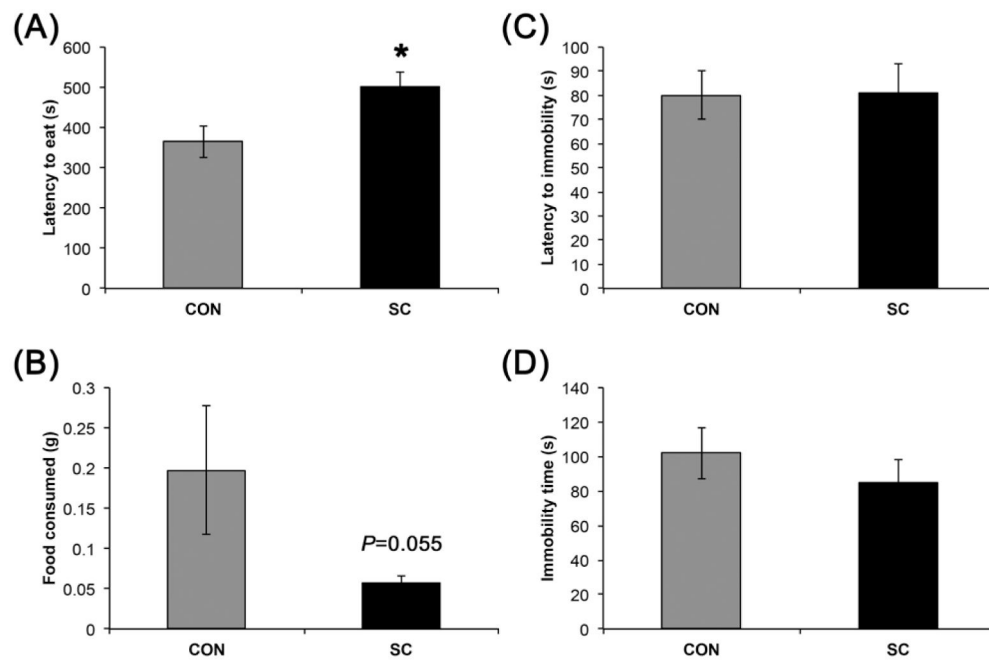 (A)
Latency to eat (s)
600
500
400
300
200
100
0
*
CON
SC
(C)
Latency to immobility (s)
100
90
80
70
60
50
40
30
20
10
0
CON
SC
(B)
Food consumed (g)
0.3
0.25
0.2
0.15
0.1
0.05
0
P=0.055
CON
SC
(D)
Immobility time (s)
140
120
100
80
60
40
20
0
CON
SC